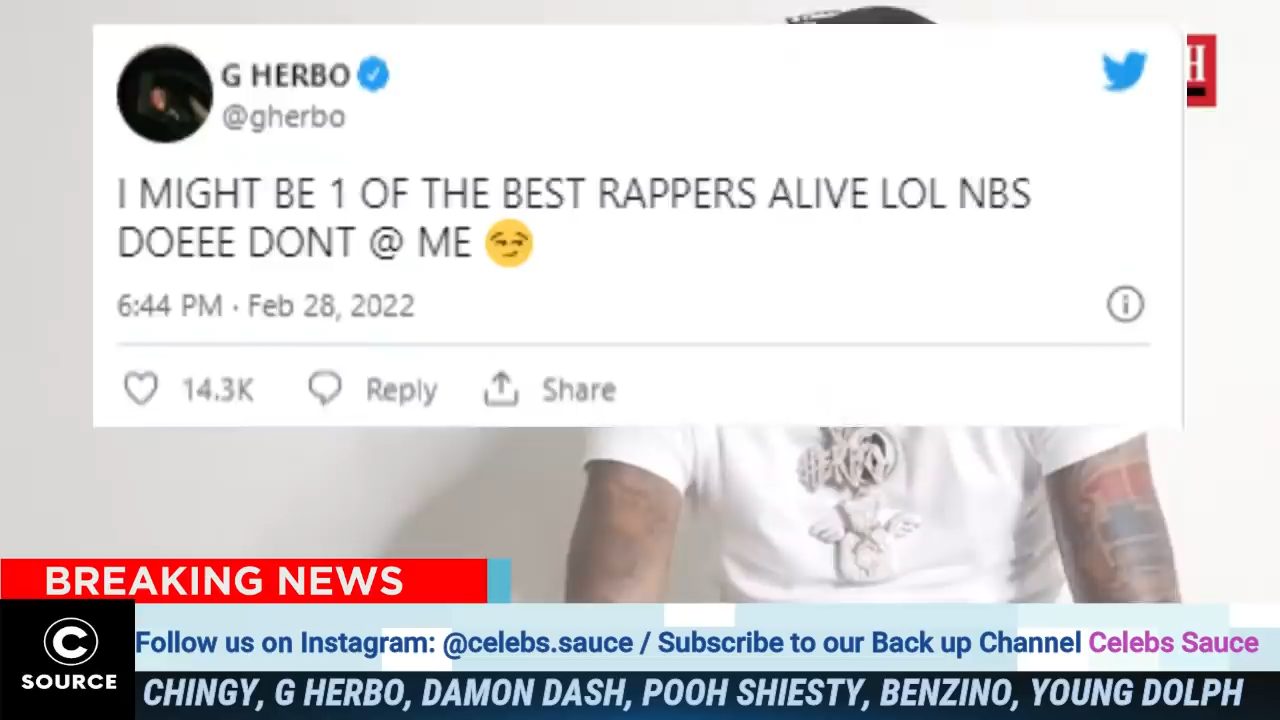 G HERBO
@gherbo
H
I MIGHT BE 1 OF THE BEST RAPPERS ALIVE LOL NBS
DOEEE DONT @ ME 😏
6:44 PM · Feb 28, 2022
14.3K Reply Share
HERBO
BREAKING NEWS
C
SOURCE
Follow us on Instagram: @celebs.sauce / Subscribe to our Back up Channel Celebs Sauce
CHINGY, G HERBO, DAMON DASH, POOH SHIESTY, BENZINO, YOUNG DOLPH